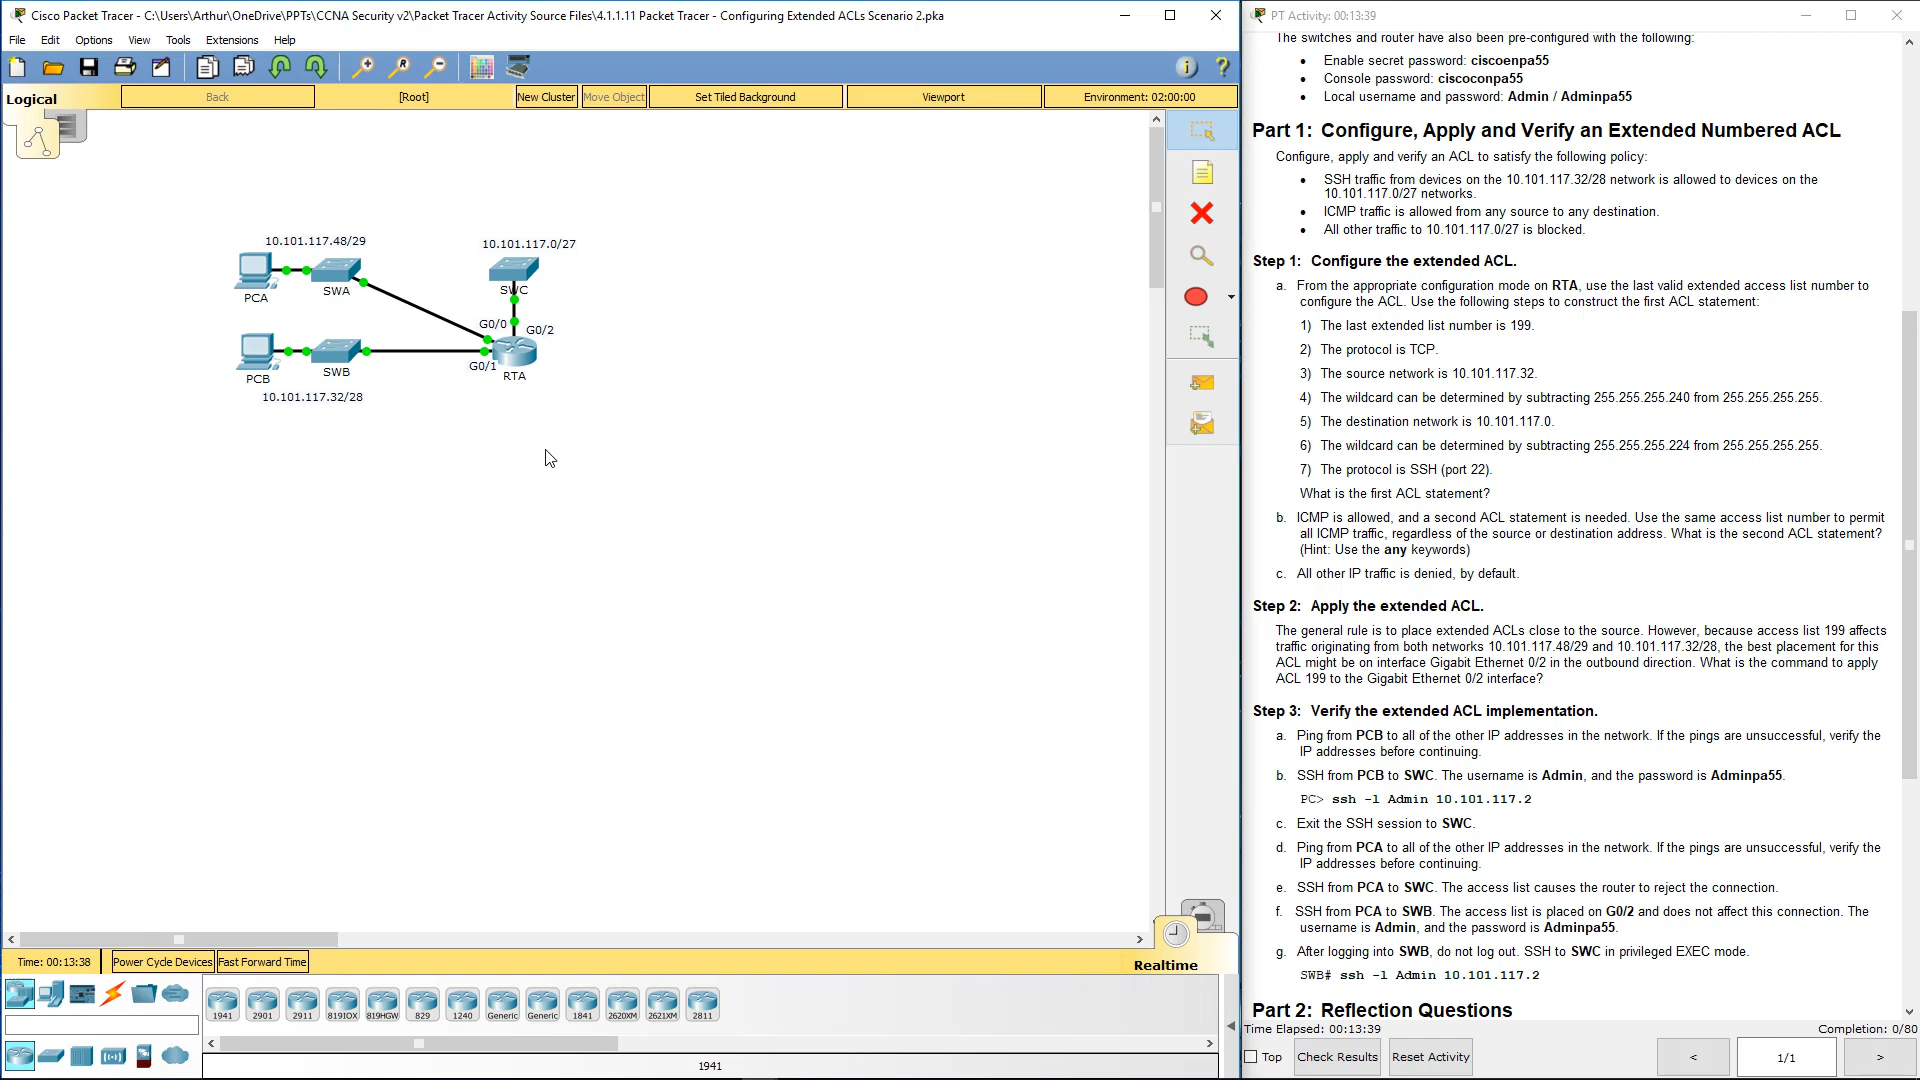 Cisco Packet Tracer - C:\Users\Arthur\OneDrive\PPTs\CCNA Security v2\Packet Tracer Activity Source Files\4.1.1.11 Packet Tracer - Configuring Extended ACLs Scenario 2.pka
File Edit Options View Tools Extensions Help
Logical
Back
[Root]
New Cluster
Move Object
Set Tiled Background
Viewport
Environment: 02:00:00
10.101.117.48/29
10.101.117.0/27
PCA
SWA
SWC
G0/0
G0/2
PCB
SWB
G0/1
RTA
10.101.117.32/28
Time: 00:13:38
Power Cycle Devices
Fast Forward Time
Realtime
1941
2901
2911
819IOX
819HGW
829
1240
Generic
Generic
1841
2620XM
2621XM
2811
1941
PT Activity: 00:13:39
The switches and router have also been pre-configured with the following:
• Enable secret password: ciscoenpa55
• Console password: ciscoconpa55
• Local username and password: Admin / Adminpa55
Part 1: Configure, Apply and Verify an Extended Numbered ACL
Configure, apply and verify an ACL to satisfy the following policy:
• SSH traffic from devices on the 10.101.117.32/28 network is allowed to devices on the
10.101.117.0/27 networks.
• ICMP traffic is allowed from any source to any destination.
• All other traffic to 10.101.117.0/27 is blocked.
Step 1: Configure the extended ACL.
a. From the appropriate configuration mode on RTA, use the last valid extended access list number to
configure the ACL. Use the following steps to construct the first ACL statement:
1) The last extended list number is 199.
2) The protocol is TCP.
3) The source network is 10.101.117.32.
4) The wildcard can be determined by subtracting 255.255.255.240 from 255.255.255.255.
5) The destination network is 10.101.117.0.
6) The wildcard can be determined by subtracting 255.255.255.224 from 255.255.255.255.
7) The protocol is SSH (port 22).
What is the first ACL statement?
b. ICMP is allowed, and a second ACL statement is needed. Use the same access list number to permit
all ICMP traffic, regardless of the source or destination address. What is the second ACL statement?
(Hint: Use the any keywords)
c. All other IP traffic is denied, by default.
Step 2: Apply the extended ACL.
The general rule is to place extended ACLs close to the source. However, because access list 199 affects
traffic originating from both networks 10.101.117.48/29 and 10.101.117.32/28, the best placement for this
ACL might be on interface Gigabit Ethernet 0/2 in the outbound direction. What is the command to apply
ACL 199 to the Gigabit Ethernet 0/2 interface?
Step 3: Verify the extended ACL implementation.
a. Ping from PCB to all of the other IP addresses in the network. If the pings are unsuccessful, verify the
IP addresses before continuing.
b. SSH from PCB to SWC. The username is Admin, and the password is Adminpa55.
PC> ssh -l Admin 10.101.117.2
c. Exit the SSH session to SWC.
d. Ping from PCA to all of the other IP addresses in the network. If the pings are unsuccessful, verify the
IP addresses before continuing.
e. SSH from PCA to SWC. The access list causes the router to reject the connection.
f. SSH from PCA to SWB. The access list is placed on G0/2 and does not affect this connection. The
username is Admin, and the password is Adminpa55.
g. After logging into SWB, do not log out. SSH to SWC in privileged EXEC mode.
SWB# ssh -l Admin 10.101.117.2
Part 2: Reflection Questions
Time Elapsed: 00:13:39
Completion: 0/80
Top
Check Results
Reset Activity
<
1/1
>